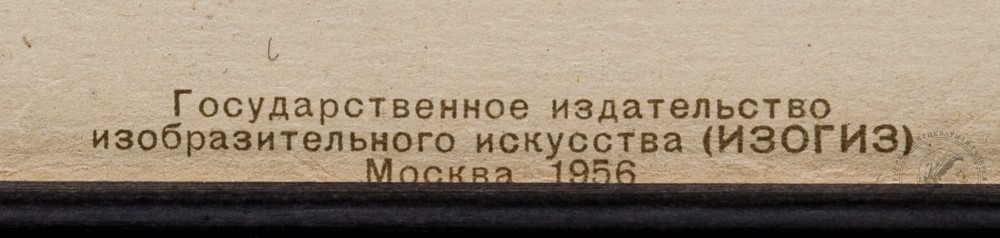 Государственное издательство
изобразительного искусства (ИЗОГИЗ)
Москва 1956